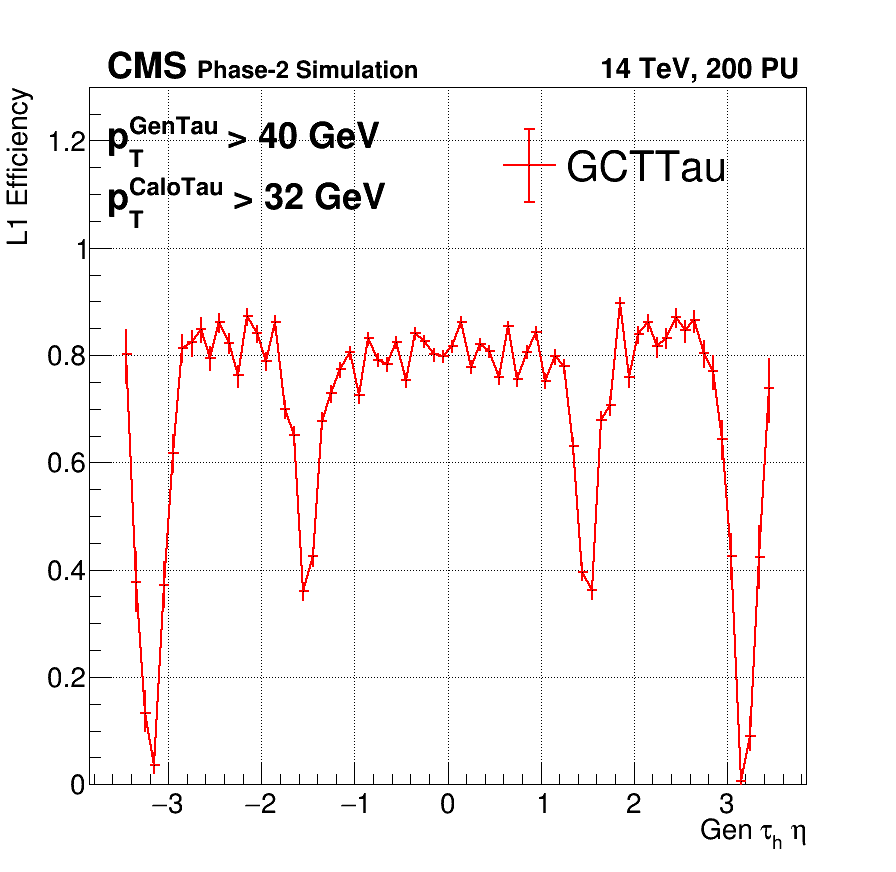 CMS Phase-2 Simulation 14 TeV, 200 PU
L1 Efficiency
p_T^GenTau > 40 GeV
p_T^CaloTau > 32 GeV
GCTTau
1.2
1
0.8
0.6
0.4
0.2
0
−3 −2 −1 0 1 2 3
Gen τ_h η